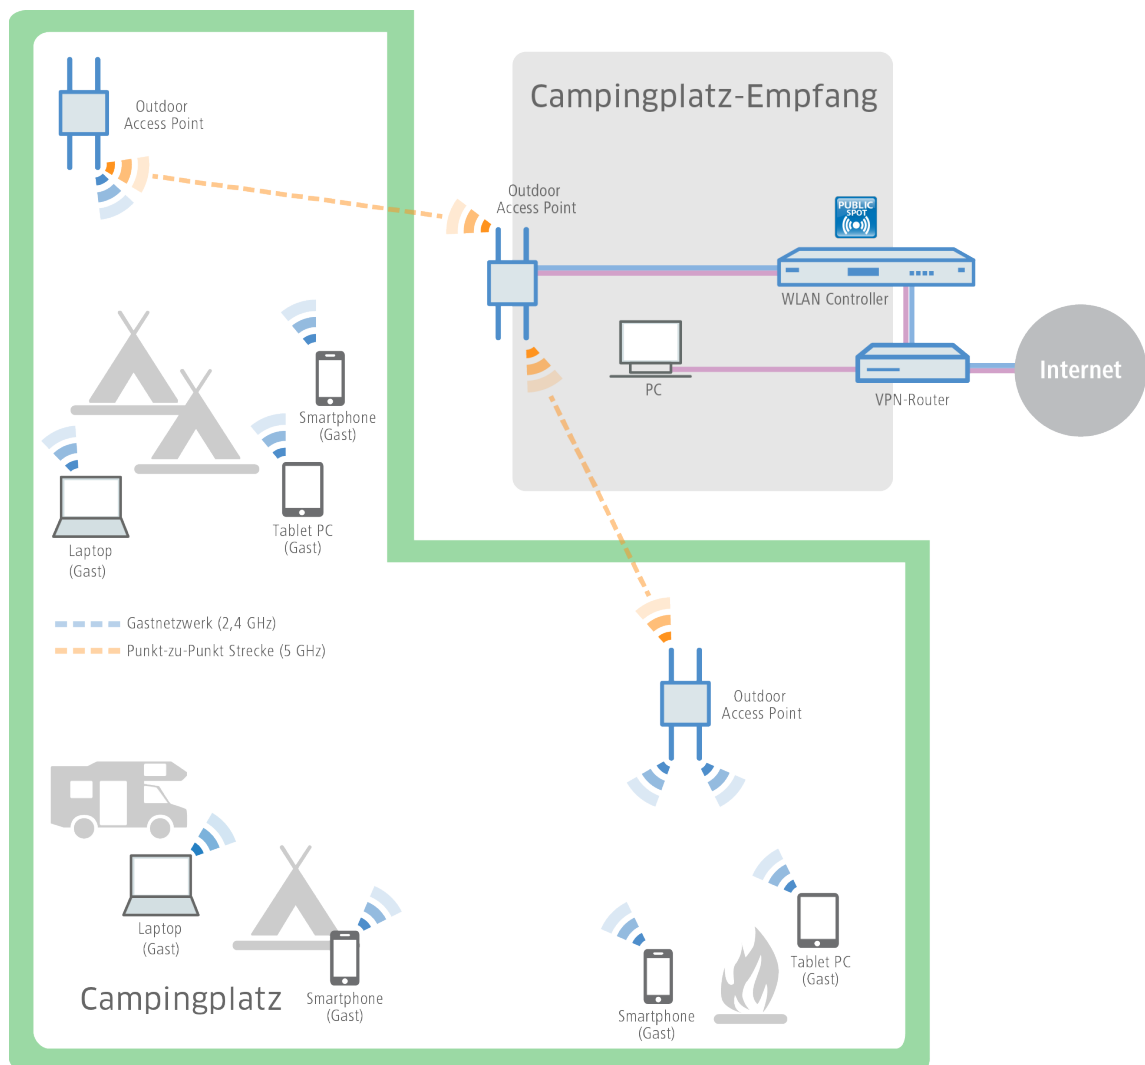 Outdoor
Access Point
Campingplatz-Empfang
Outdoor
Access Point
PUBLIC
SPOT
WLAN Controller
Internet
PC
VPN-Router
Smartphone
(Gast)
Tablet PC
(Gast)
Laptop
(Gast)
Gastnetzwerk (2,4 GHz)
Punkt-zu-Punkt Strecke (5 GHz)
Outdoor
Access Point
Laptop
(Gast)
Campingplatz
Smartphone
(Gast)
Smartphone
(Gast)
Tablet PC
(Gast)